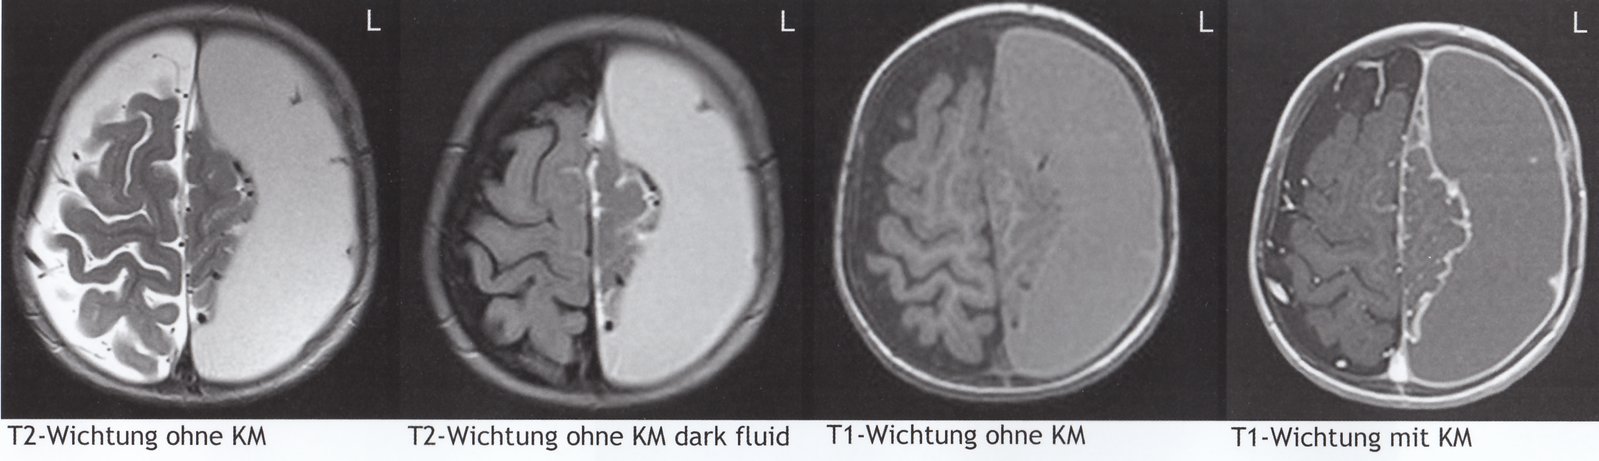 L
L
L
L
T2-Wichtung ohne KM
T2-Wichtung ohne KM dark fluid
T1-Wichtung ohne KM
T1-Wichtung mit KM